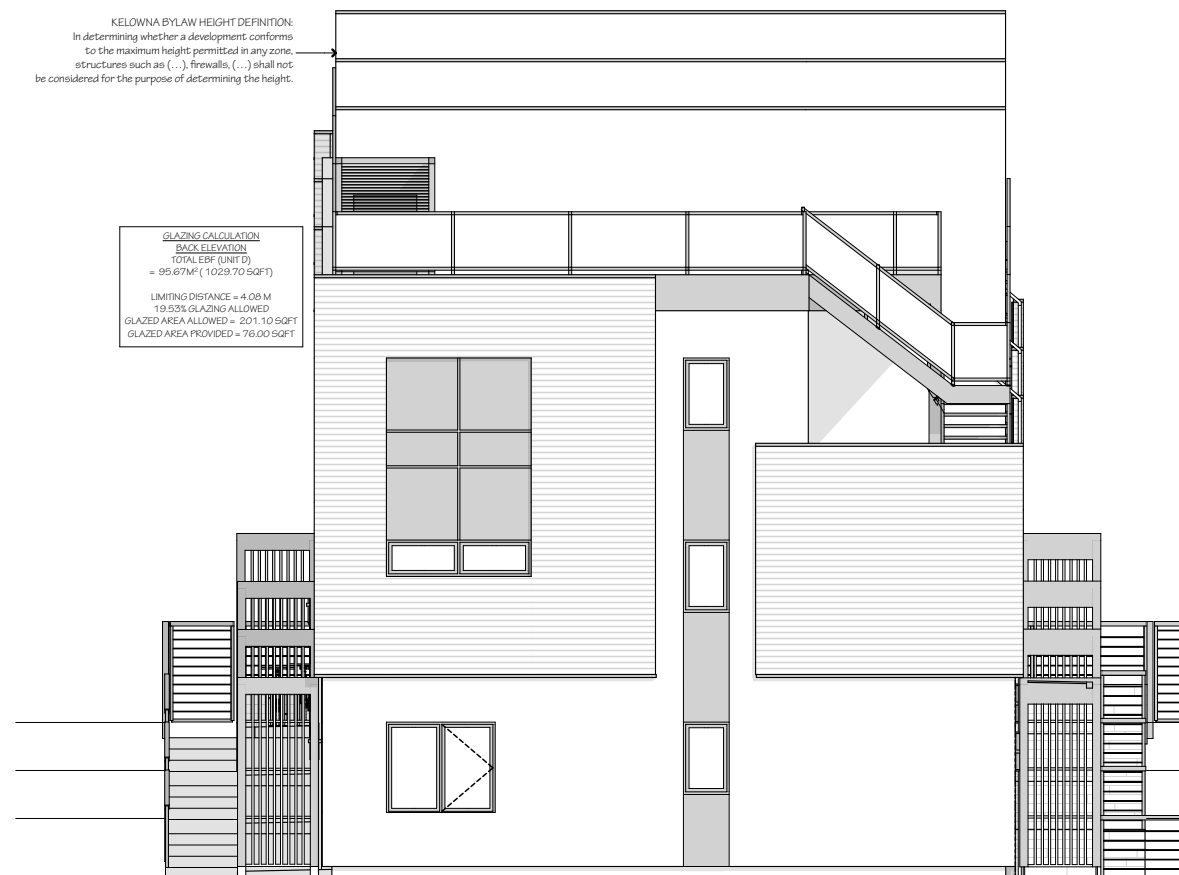 KELOWNA BYLAW HEIGHT DEFINITION:
In determining whether a development conforms
to the maximum height permitted in any zone,
structures such as (...), firewalls, (...) shall not
be considered for the purpose of determining the height.
GLAZING CALCULATION
BACK ELEVATION
TOTAL EBF (UNIT D)
= 95.67M² ( 1029.70 SQFT)
LIMITING DISTANCE = 4.08 M
19.53% GLAZING ALLOWED
GLAZED AREA ALLOWED = 201.10 SQFT
GLAZED AREA PROVIDED = 76.00 SQFT